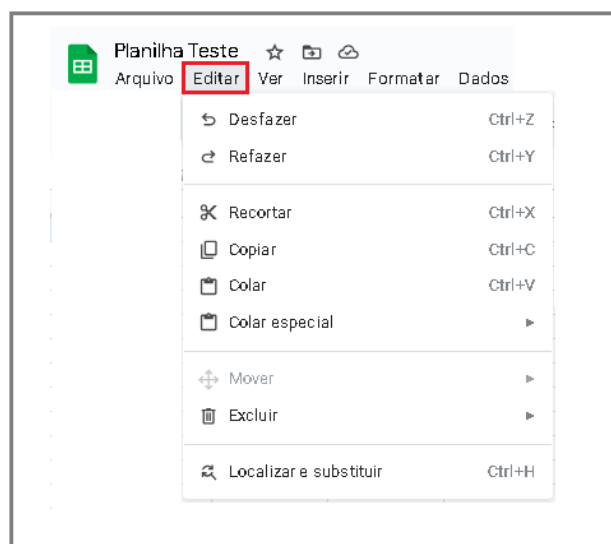 Planilha Teste
Arquivo Editar Ver Inserir Formatar Dados
Desfazer Ctrl+Z
Refazer Ctrl+Y
Recortar Ctrl+X
Copiar Ctrl+C
Colar Ctrl+V
Colar especial
Mover
Excluir
Localizar e substituir Ctrl+H